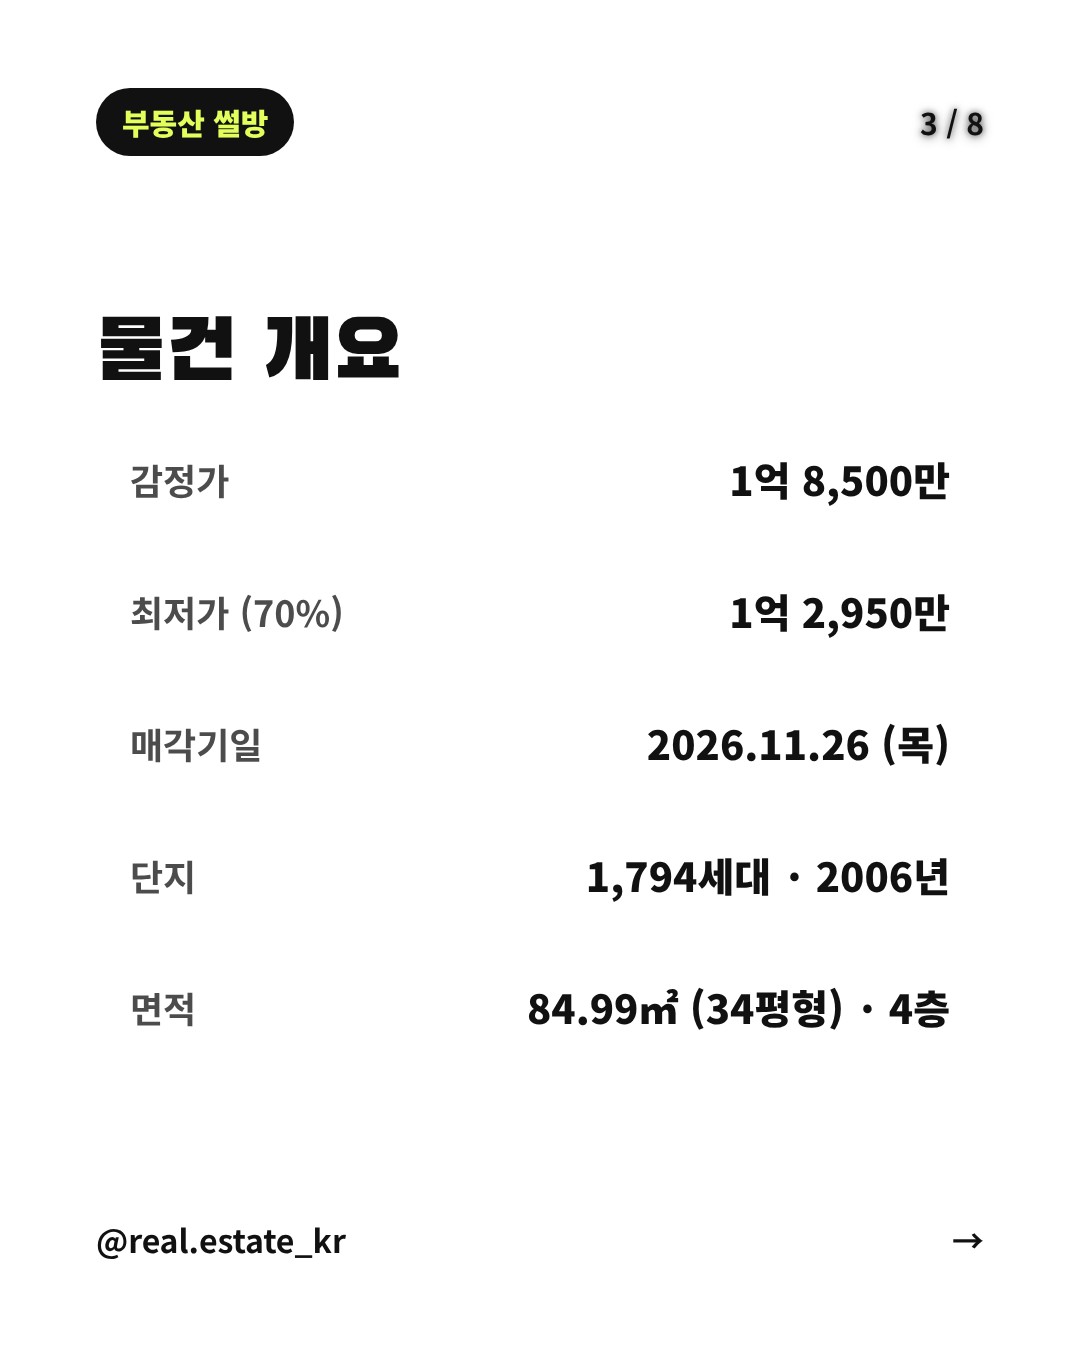 부동산 썰방
3 / 8
물건 개요
감정가 1억 8,500만
최저가 (70%) 1억 2,950만
매각기일 2026.11.26 (목)
단지 1,794세대 · 2006년
면적 84.99㎡ (34평형) · 4층
@real.estate_kr →